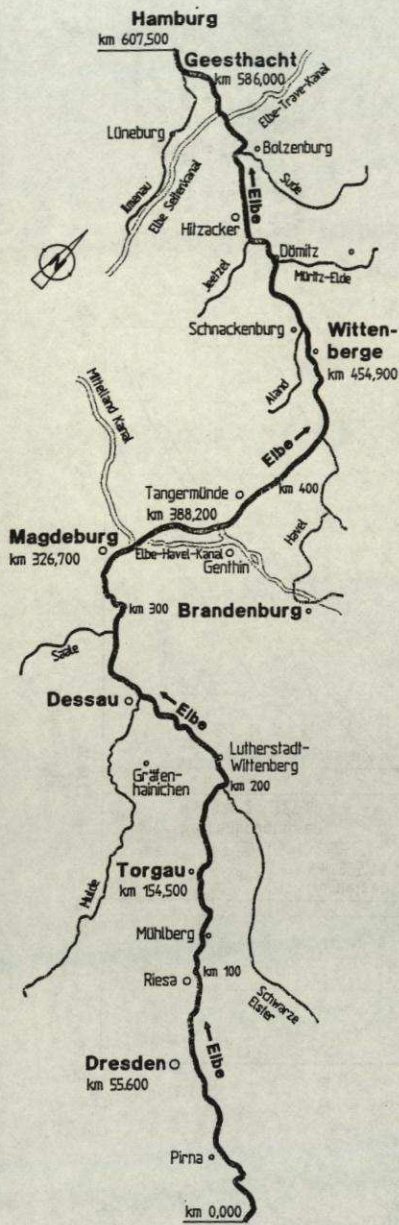 Hamburg
km 607,500
Geesthacht
km 586,000
Elbe-Trave-Kanal
Lüneburg
Bolzenburg
Ilmenau
Elbe Seitenkanal
Elbe
Sude
Hitzacker
N
Dömitz
Jeetzel
Müritz-Elde
Schnackenburg
Witten-
berge
km 454,900
Aland
Mittelland Kanal
Elbe
Tangermünde
km 400
km 388,200
Havel
Magdeburg
km 326,700
Elbe-Havel-Kanal
Genthin
km 300
Brandenburg
Saale
Dessau
Elbe
Lutherstadt-
Wittenberg
Gräfen-
hainichen
km 200
Torgau
km 154,500
Mulde
Mühlberg
km 100
Riesa
Schwarze
Elster
Dresden
km 55.600
Elbe
Pirna
km 0,000